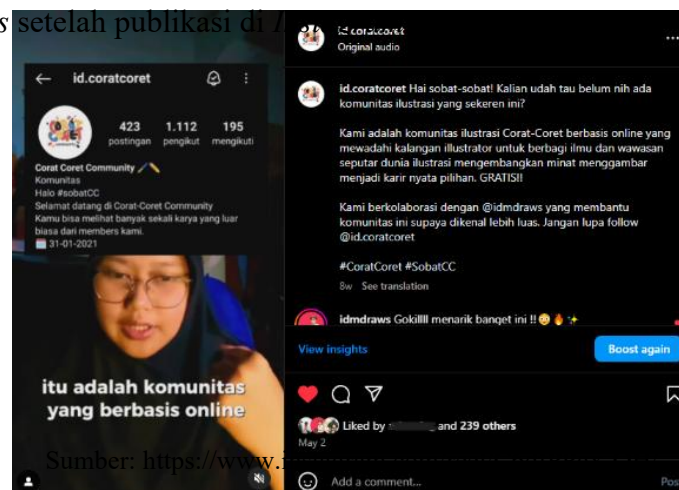 s setelah publikasi di
id.coratcoret
Original audio
id.coratcoret
423 1.112 195
postingan pengikut mengikuti
Corat Coret Community
Komunitas
Halo #sobatCC
Selamat datang di Corat-Coret Community
Kamu bisa melihat banyak sekali karya yang luar
biasa dari members kami.
31-01-2021
itu adalah komunitas
yang berbasis online
id.coratcoret Hai sobat-sobat! Kalian udah tau belum nih ada
komunitas ilustrasi yang sekeren ini?
Kami adalah komunitas ilustrasi Corat-Coret berbasis online yang
mewadahi kalangan illustrator untuk berbagi ilmu dan wawasan
seputar dunia ilustrasi mengembangkan minat menggambar
menjadi karir nyata pilihan. GRATIS!!
Kami berkolaborasi dengan @idmdraws yang membantu
komunitas ini supaya dikenal lebih luas. Jangan lupa follow
@id.coratcoret
#CoratCoret #SobatCC
8w See translation
idmdraws Gokillll menarik banget ini !!
View insights
Boost again
Liked by and 239 others
May 2
Add a comment...
Pos
Sumber: https://www.i